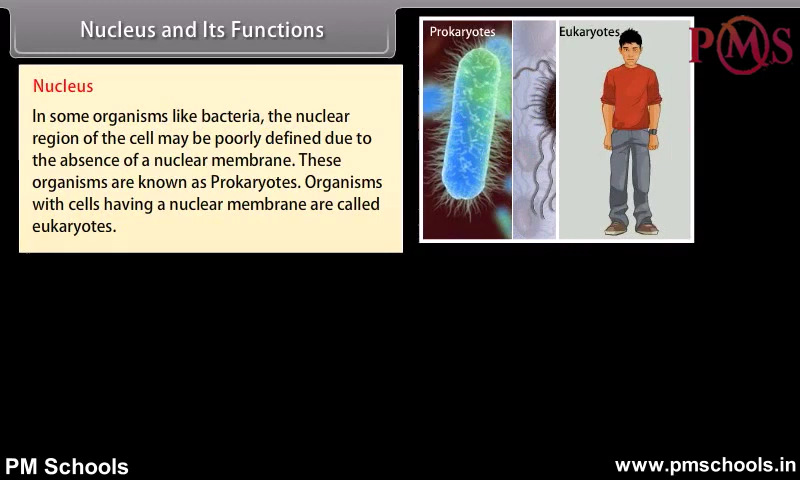 Nucleus and Its Functions
Prokaryotes
Eukaryotes
PMS
Nucleus
In some organisms like bacteria, the nuclear
region of the cell may be poorly defined due to
the absence of a nuclear membrane. These
organisms are known as Prokaryotes. Organisms
with cells having a nuclear membrane are called
eukaryotes.
PM Schools
www.pmschools.in